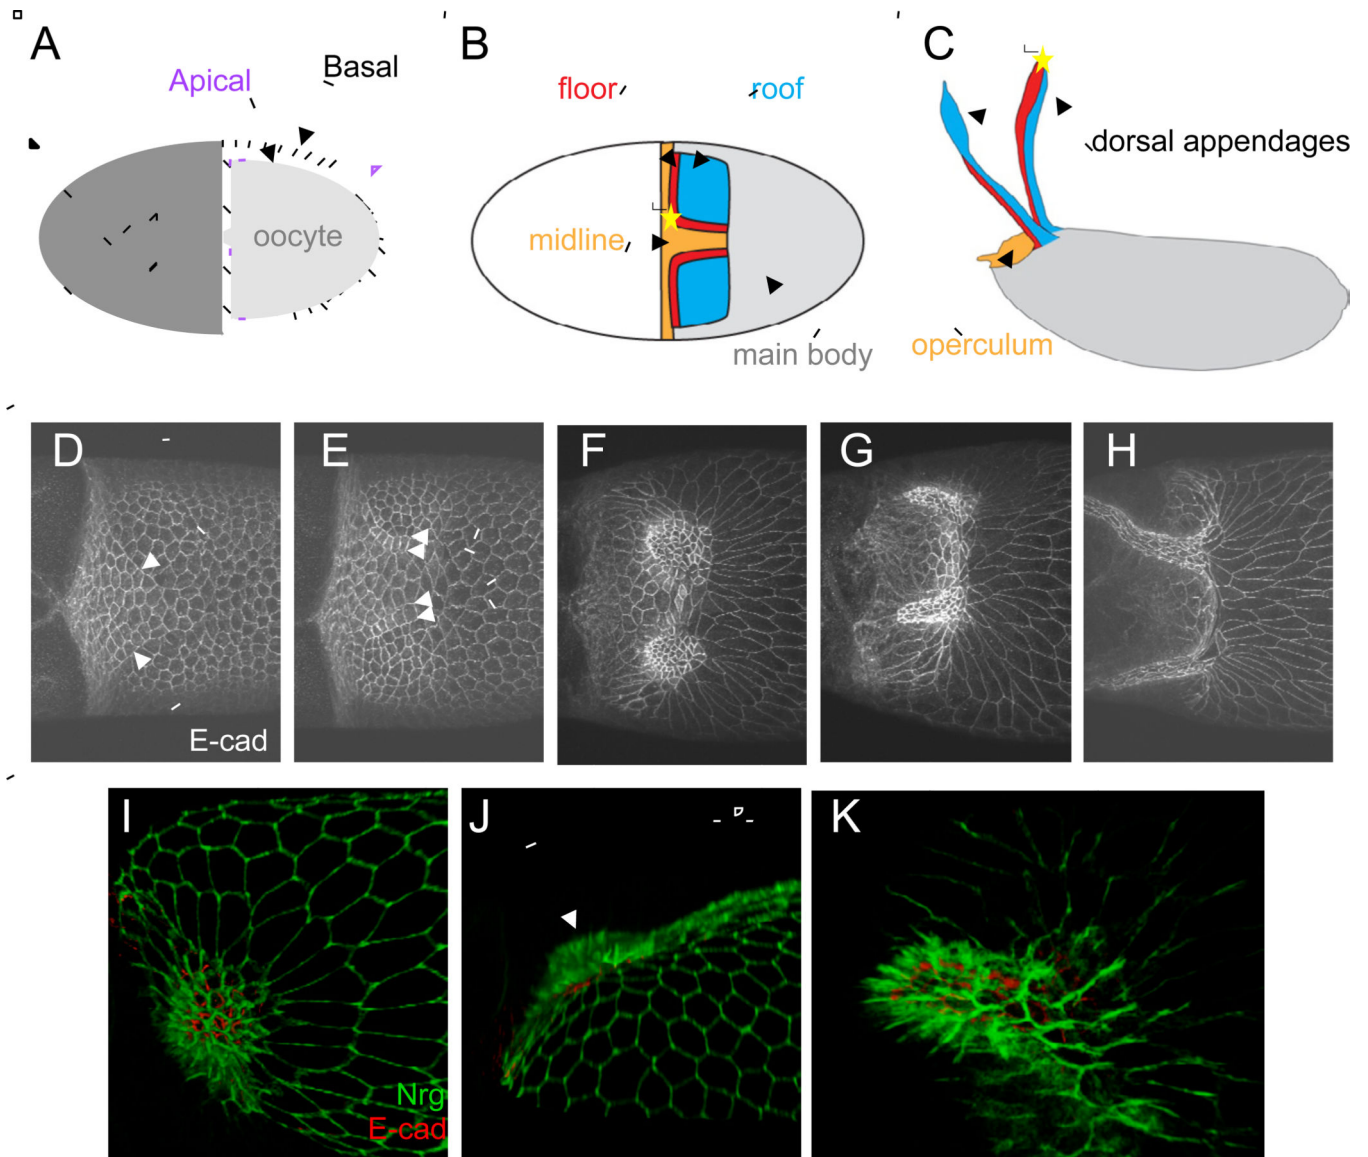 A
B
C
Apical
Basal
floor
roof
dorsal appendages
oocyte
midline
main body
operculum
D
E
F
G
H
E-cad
I
J
K
Nrg
E-cad